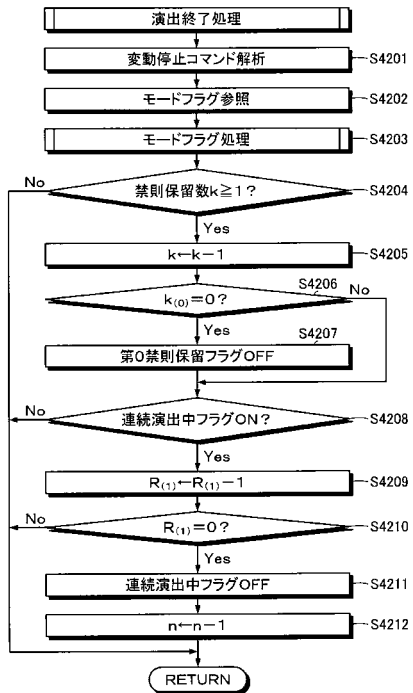 演出終了処理
変動停止コマンド解析
S4201
モードフラグ参照
S4202
モードフラグ処理
S4203
No
禁則保留数k≧1?
S4204
Yes
k←k-1
S4205
S4206
k(0)=0?
No
Yes
S4207
第0禁則保留フラグOFF
No
連続演出中フラグON?
S4208
Yes
R(1)←R(1)-1
S4209
No
R(1)=0?
S4210
Yes
連続演出中フラグOFF
S4211
n←n-1
S4212
RETURN